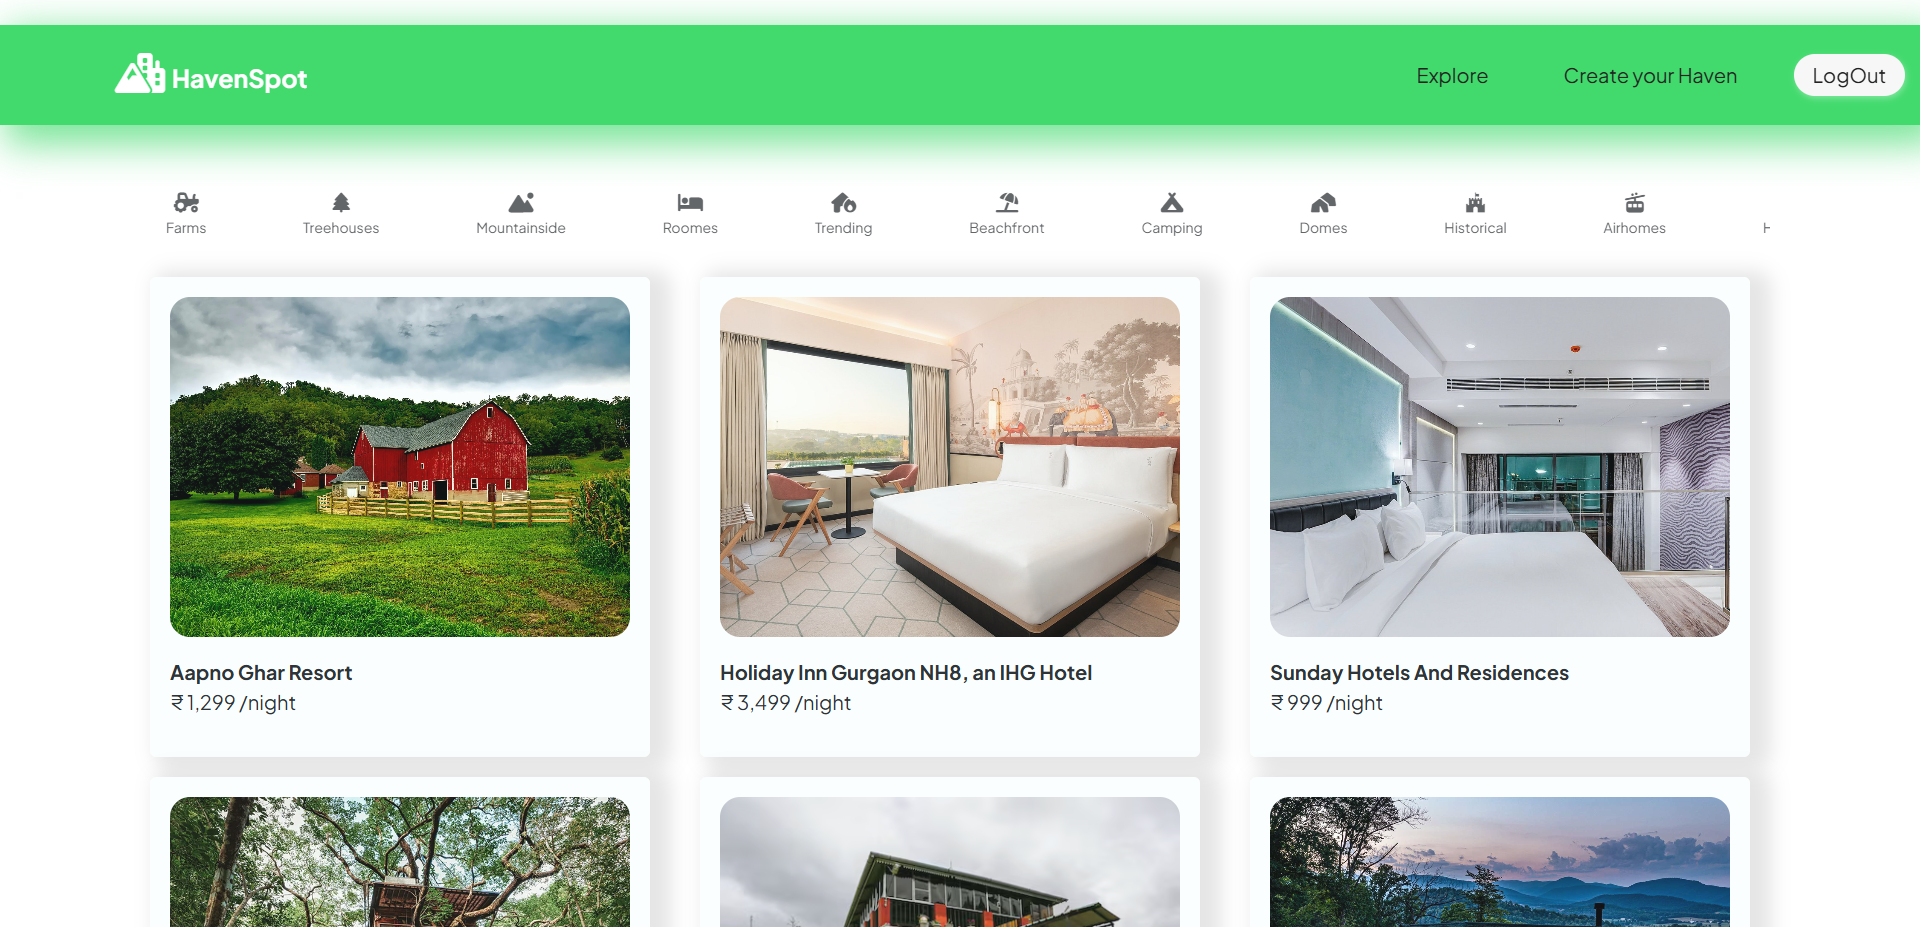 HavenSpot
Explore
Create your Haven
LogOut
Farms
Treehouses
Mountainside
Roomes
Trending
Beachfront
Camping
Domes
Historical
Airhomes
Aapno Ghar Resort
₹ 1,299 /night
Holiday Inn Gurgaon NH8, an IHG Hotel
₹ 3,499 /night
Sunday Hotels And Residences
₹ 999 /night